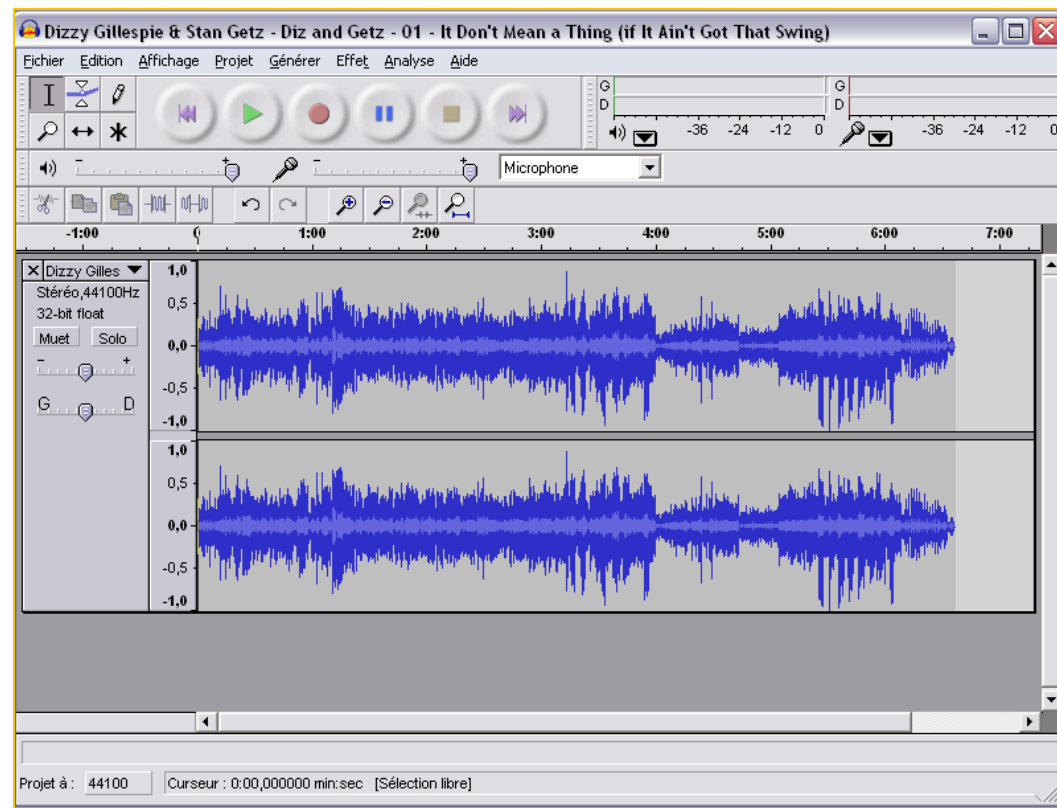 Dizzy Gillespie & Stan Getz - Diz and Getz - 01 - It Don't Mean a Thing (if It Ain't Got That Swing)
Fichier Edition Affichage Projet Générer Effet Analyse Aide
G G
D D
-36 -24 -12 0 -36 -24 -12 0
- + - + Microphone
-1:00 0 1:00 2:00 3:00 4:00 5:00 6:00 7:00
X Dizzy Gilles 1,0
Stéréo,44100Hz 0,5
32-bit float
Muet Solo 0,0
- +
-0,5
G D
-1,0
1,0
0,5
0,0
-0,5
-1,0
Projet à : 44100 Curseur : 0:00,000000 min:sec [Sélection libre]